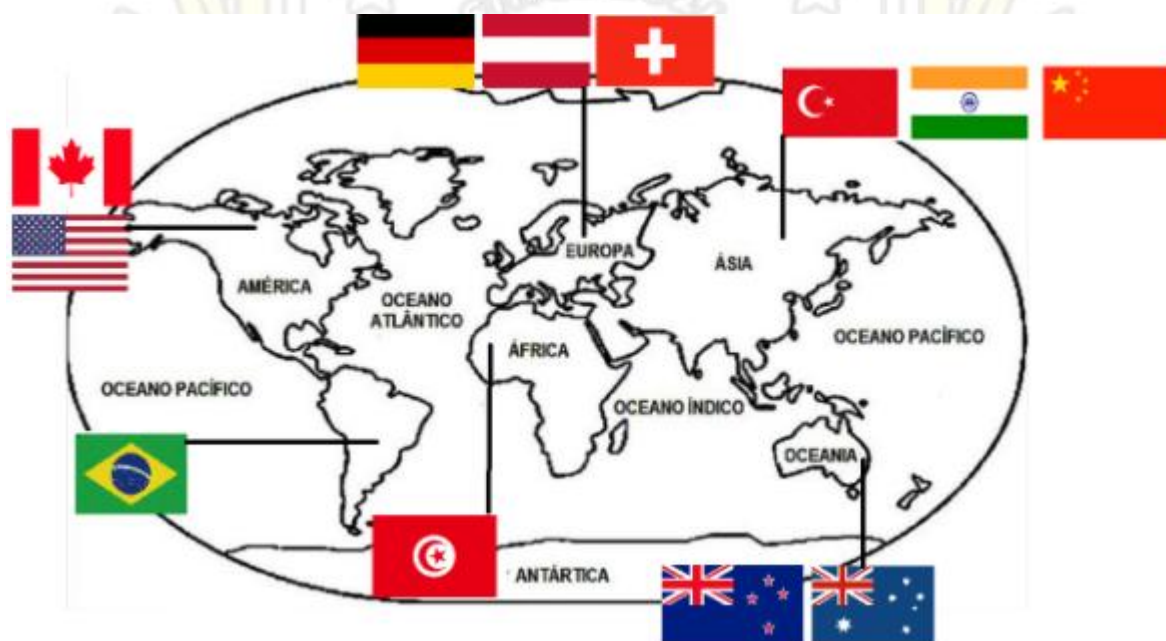 EUROPA
ÁSIA
AMÉRICA
OCEANO
ATLÂNTICO
OCEANO PACÍFICO
ÁFRICA
OCEANO PACÍFICO
OCEANO ÍNDICO
OCEANIA
ANTÁRTICA